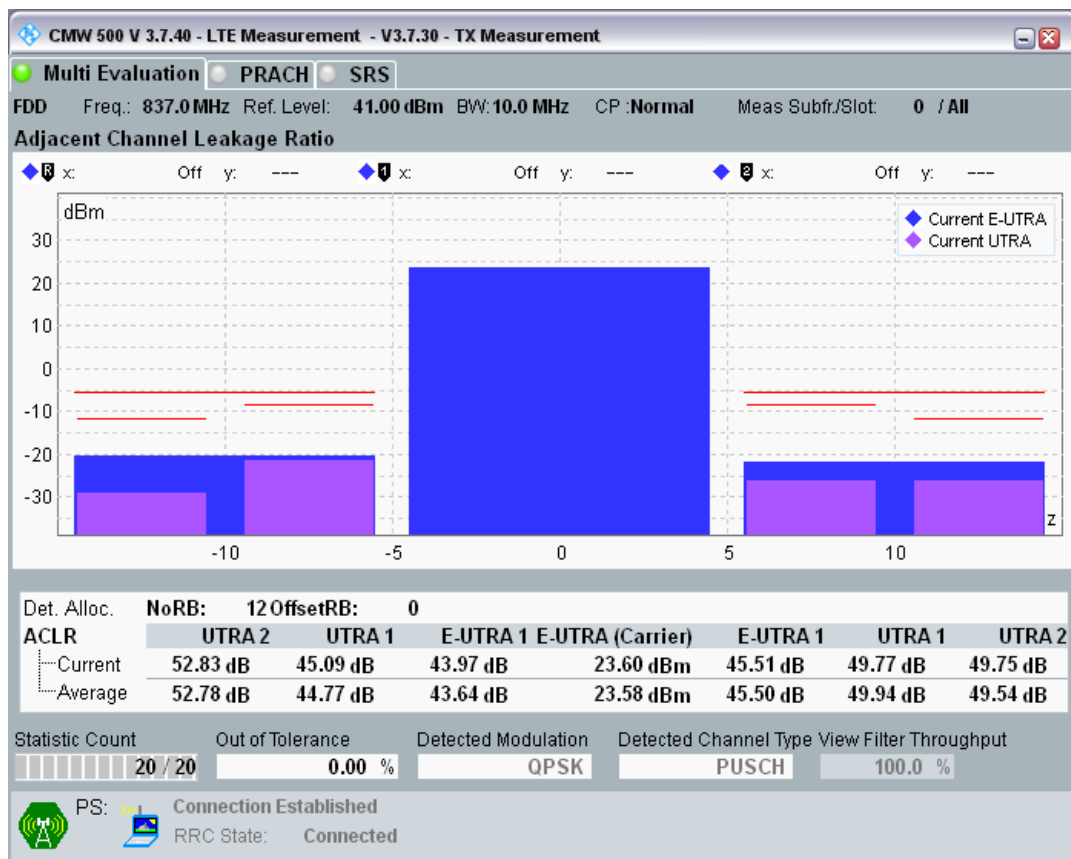 CMW 500 V 3.7.40 - LTE Measurement - V3.7.30 - TX Measurement
Multi Evaluation PRACH SRS
FDD Freq.: 837.0 MHz Ref. Level: 41.00 dBm BW: 10.0 MHz CP :Normal Meas Subfr./Slot: 0 / All
Adjacent Channel Leakage Ratio
R x: Off y: --- 1 x: Off y: --- 2 x: Off y: ---
dBm
Current E-UTRA
Current UTRA
30
20
10
0
-10
-20
-30
z
-10 -5 0 5 10
Det. Alloc. NoRB: 12 OffsetRB: 0
ACLR UTRA 2 UTRA 1 E-UTRA 1 E-UTRA (Carrier) E-UTRA 1 UTRA 1 UTRA 2
Current 52.83 dB 45.09 dB 43.97 dB 23.60 dBm 45.51 dB 49.77 dB 49.75 dB
Average 52.78 dB 44.77 dB 43.64 dB 23.58 dBm 45.50 dB 49.94 dB 49.54 dB
Statistic Count Out of Tolerance Detected Modulation Detected Channel Type View Filter Throughput
20 / 20 0.00 % QPSK PUSCH 100.0 %
PS: Connection Established
RRC State: Connected